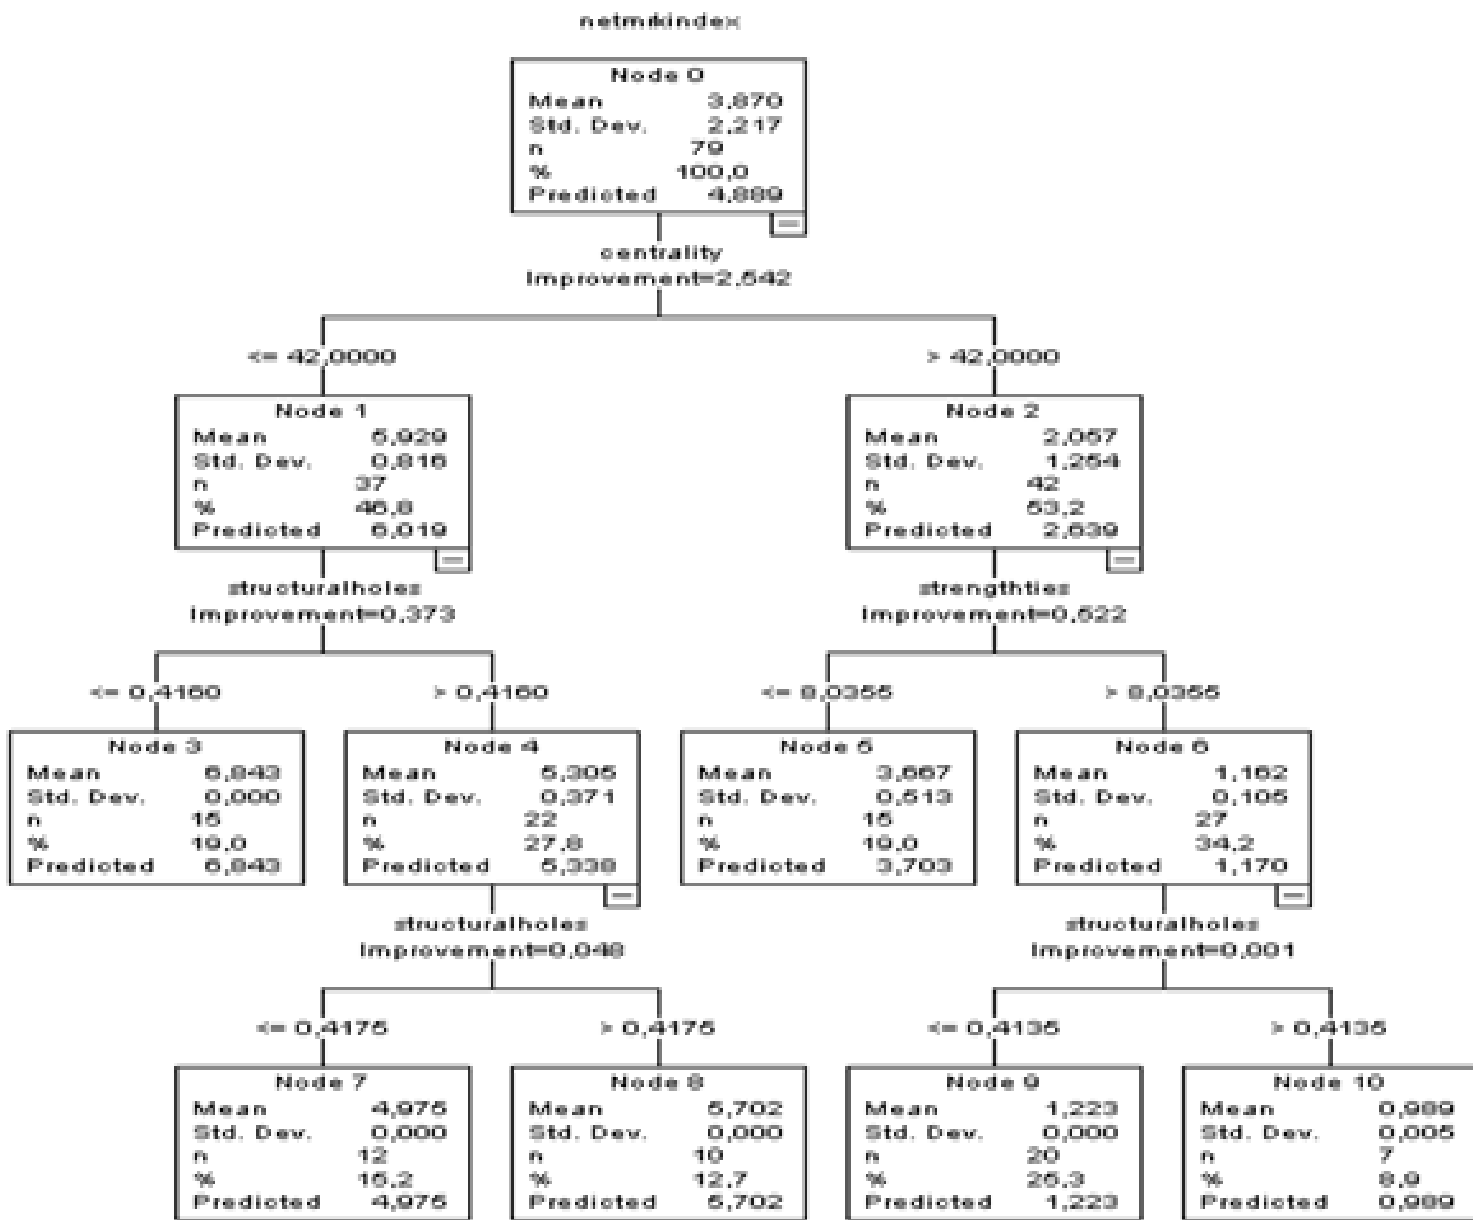 netmrkindex
Node 0
Mean 3,870
Std. Dev. 2,217
n 79
% 100,0
Predicted 4,889
centrality
Improvement=2,542
<= 42,0000
> 42,0000
Node 1
Mean 5,929
Std. Dev. 0,816
n 37
% 46,8
Predicted 6,019
Node 2
Mean 2,057
Std. Dev. 1,254
n 42
% 53,2
Predicted 2,639
structuralholes
Improvement=0,373
strengthties
Improvement=0,522
<= 0,4160
> 0,4160
<= 8,0355
> 8,0355
Node 3
Mean 6,843
Std. Dev. 0,000
n 15
% 19,0
Predicted 6,843
Node 4
Mean 5,305
Std. Dev. 0,371
n 22
% 27,8
Predicted 5,338
Node 5
Mean 3,667
Std. Dev. 0,513
n 15
% 19,0
Predicted 3,703
Node 6
Mean 1,162
Std. Dev. 0,105
n 27
% 34,2
Predicted 1,170
structuralholes
Improvement=0,048
structuralholes
Improvement=0,001
<= 0,4175
> 0,4175
<= 0,4135
> 0,4135
Node 7
Mean 4,975
Std. Dev. 0,000
n 12
% 15,2
Predicted 4,975
Node 8
Mean 5,702
Std. Dev. 0,000
n 10
% 12,7
Predicted 5,702
Node 9
Mean 1,223
Std. Dev. 0,000
n 20
% 25,3
Predicted 1,223
Node 10
Mean 0,989
Std. Dev. 0,005
n 7
% 8,9
Predicted 0,989